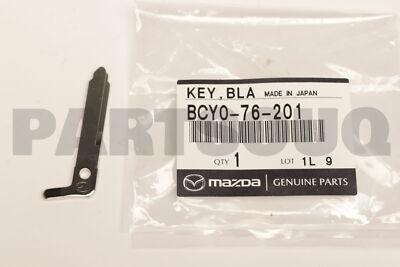 KEY, BLA MADE IN JAPAN
BCY0-76-201
QTY 1 LOT 1L 9
mazda GENUINE PARTS
PARTSOUQ